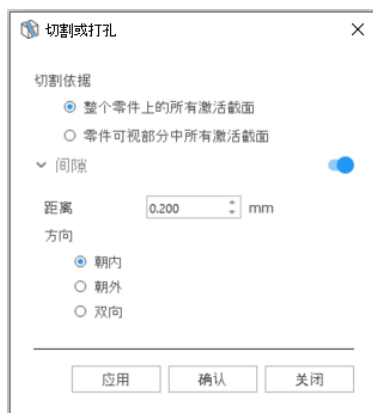 切割或打孔
切割依据
整个零件上的所有激活截面
零件可视部分中所有激活截面
间隙
距离 0.200 mm
方向
朝内
朝外
双向
应用 确认 关闭